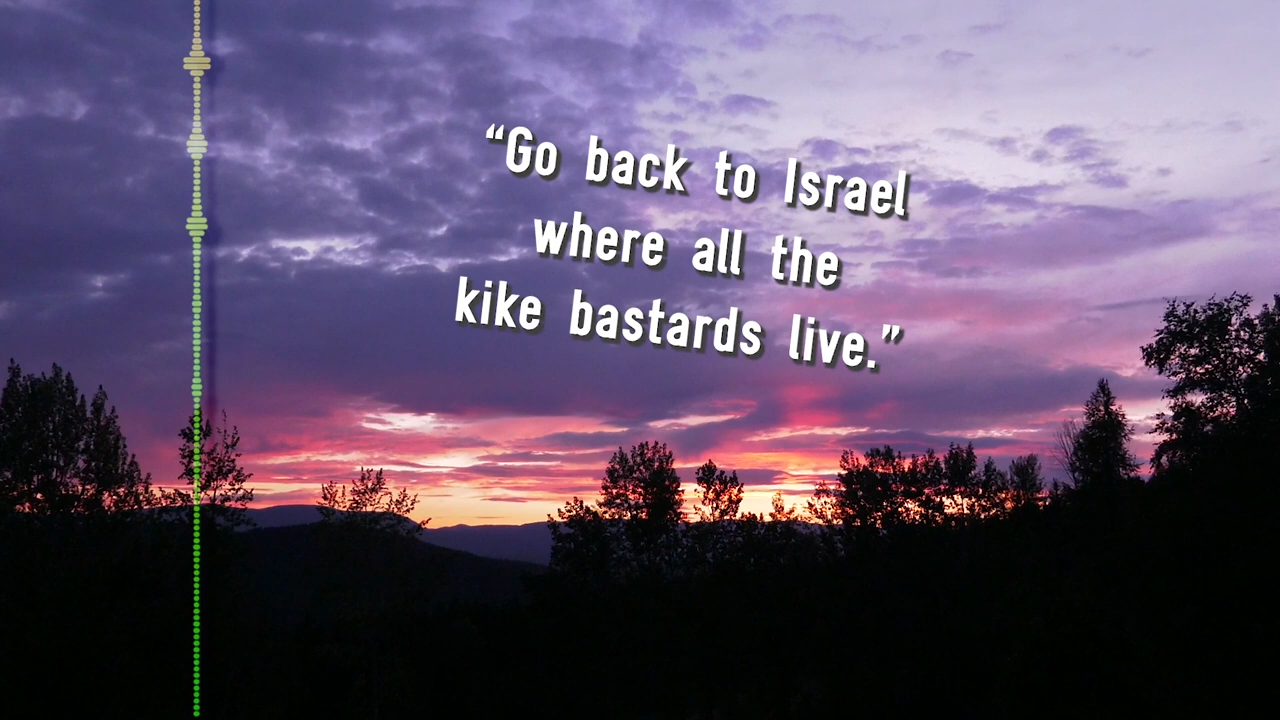 “Go back to Israel
where all the
kike bastards live.”